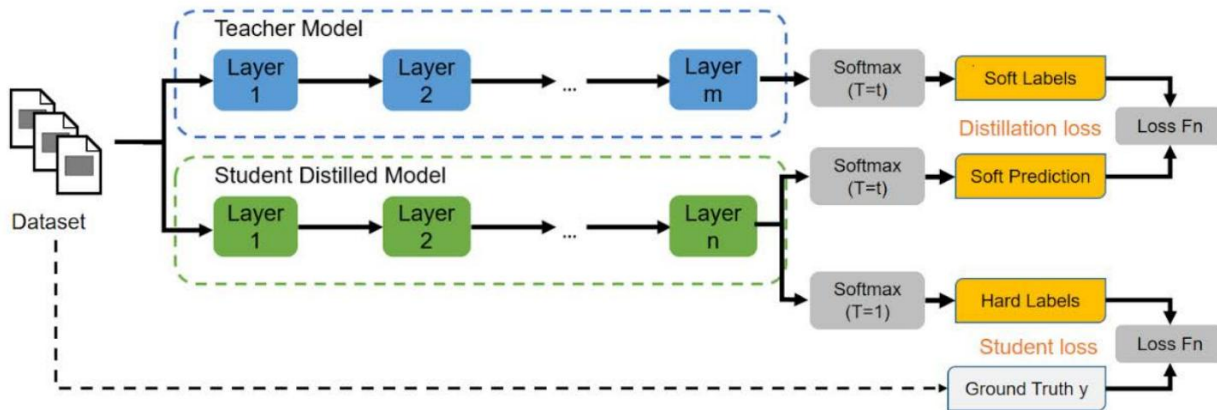 Teacher Model
Layer
1
Layer
2
...
Layer
m
Softmax
(T=t)
Soft Labels
Distillation loss
Loss Fn
Dataset
Student Distilled Model
Layer
1
Layer
2
...
Layer
n
Softmax
(T=t)
Soft Prediction
Softmax
(T=1)
Hard Labels
Student loss
Loss Fn
Ground Truth y